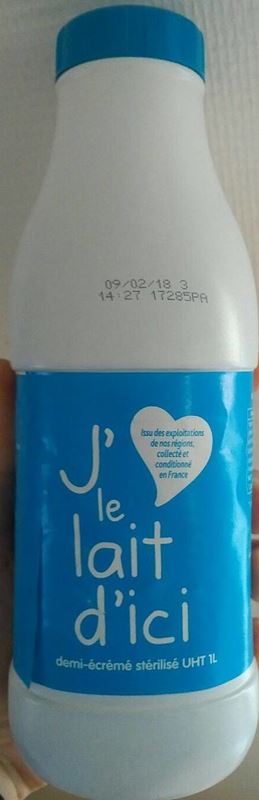 09/02/18 3
14:27 17285PA
J'
Issu des exploitations
de nos régions,
collecté et
conditionné
en France
le
lait
d'ici
demi-écrémé stérilisé UHT 1L